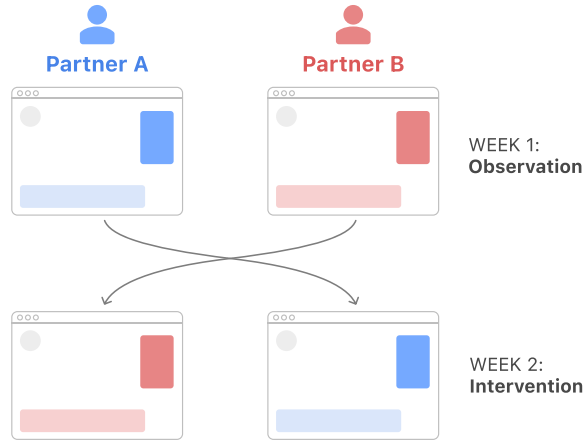 Partner A
Partner B
WEEK 1:
Observation
WEEK 2:
Intervention